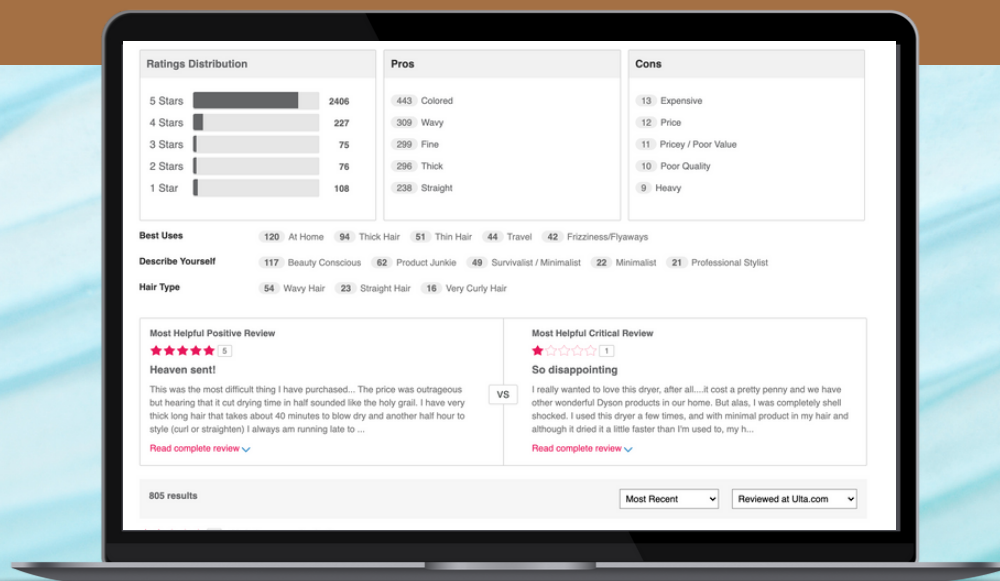 Ratings Distribution
5 Stars 2406
4 Stars 227
3 Stars 75
2 Stars 76
1 Star 108
Pros
443 Colored
309 Wavy
299 Fine
296 Thick
238 Straight
Cons
13 Expensive
12 Price
11 Pricey / Poor Value
10 Poor Quality
9 Heavy
Best Uses 120 At Home 94 Thick Hair 51 Thin Hair 44 Travel 42 Frizziness/Flyaways
Describe Yourself 117 Beauty Conscious 62 Product Junkie 49 Survivalist / Minimalist 22 Minimalist 21 Professional Stylist
Hair Type 54 Wavy Hair 23 Straight Hair 16 Very Curly Hair
Most Helpful Positive Review
5
Heaven sent!
This was the most difficult thing I have purchased... The price was outrageous
but hearing that it cut drying time in half sounded like the holy grail. I have very
thick long hair that takes about 40 minutes to blow dry and another half hour to
style (curl or straighten) I always am running late to ...
Read complete review
VS
Most Helpful Critical Review
1
So disappointing
I really wanted to love this dryer, after all....it cost a pretty penny and we have
other wonderful Dyson products in our home. But alas, I was completely shell
shocked. I used this dryer a few times, and with minimal product in my hair and
although it dried it a little faster than I'm used to, my h...
Read complete review
805 results Most Recent Reviewed at Ulta.com